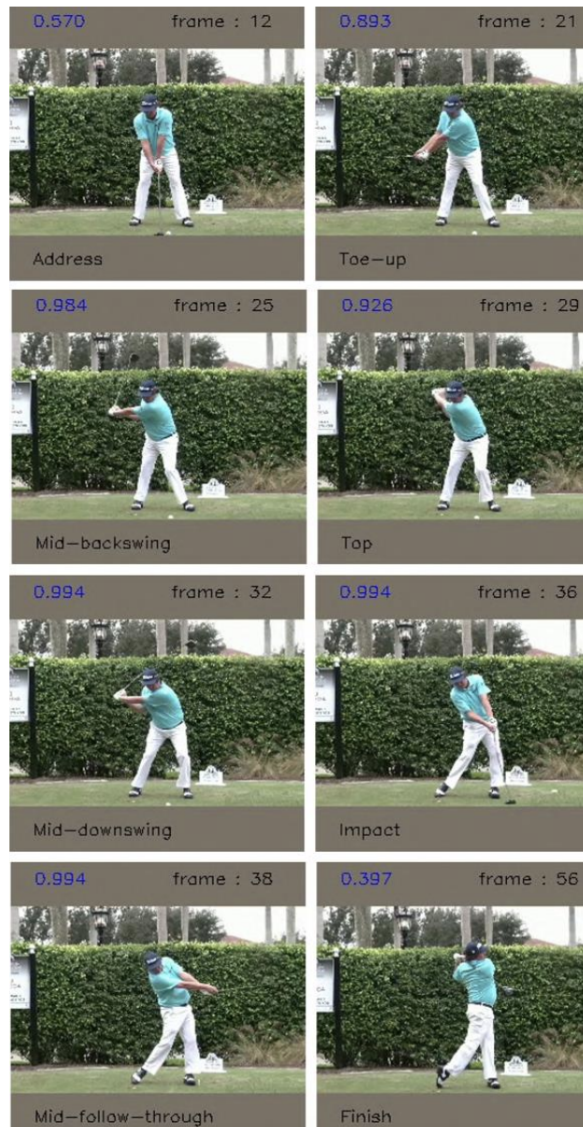 0.570 frame : 12
Address
0.893 frame : 21
Toe-up
0.984 frame : 25
Mid-backswing
0.926 frame : 29
Top
0.994 frame : 32
Mid-downswing
0.994 frame : 36
Impact
0.994 frame : 38
Mid-follow-through
0.397 frame : 56
Finish